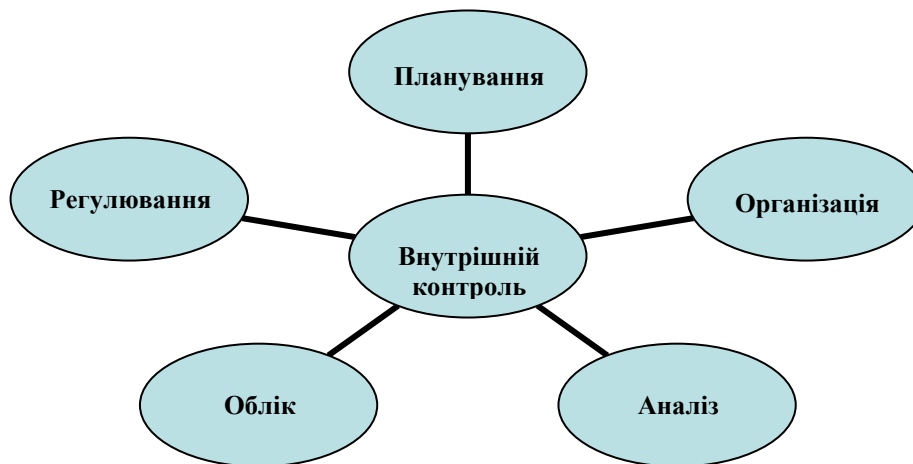 Планування
Регулювання
Організація
Внутрішній
контроль
Облік
Аналіз